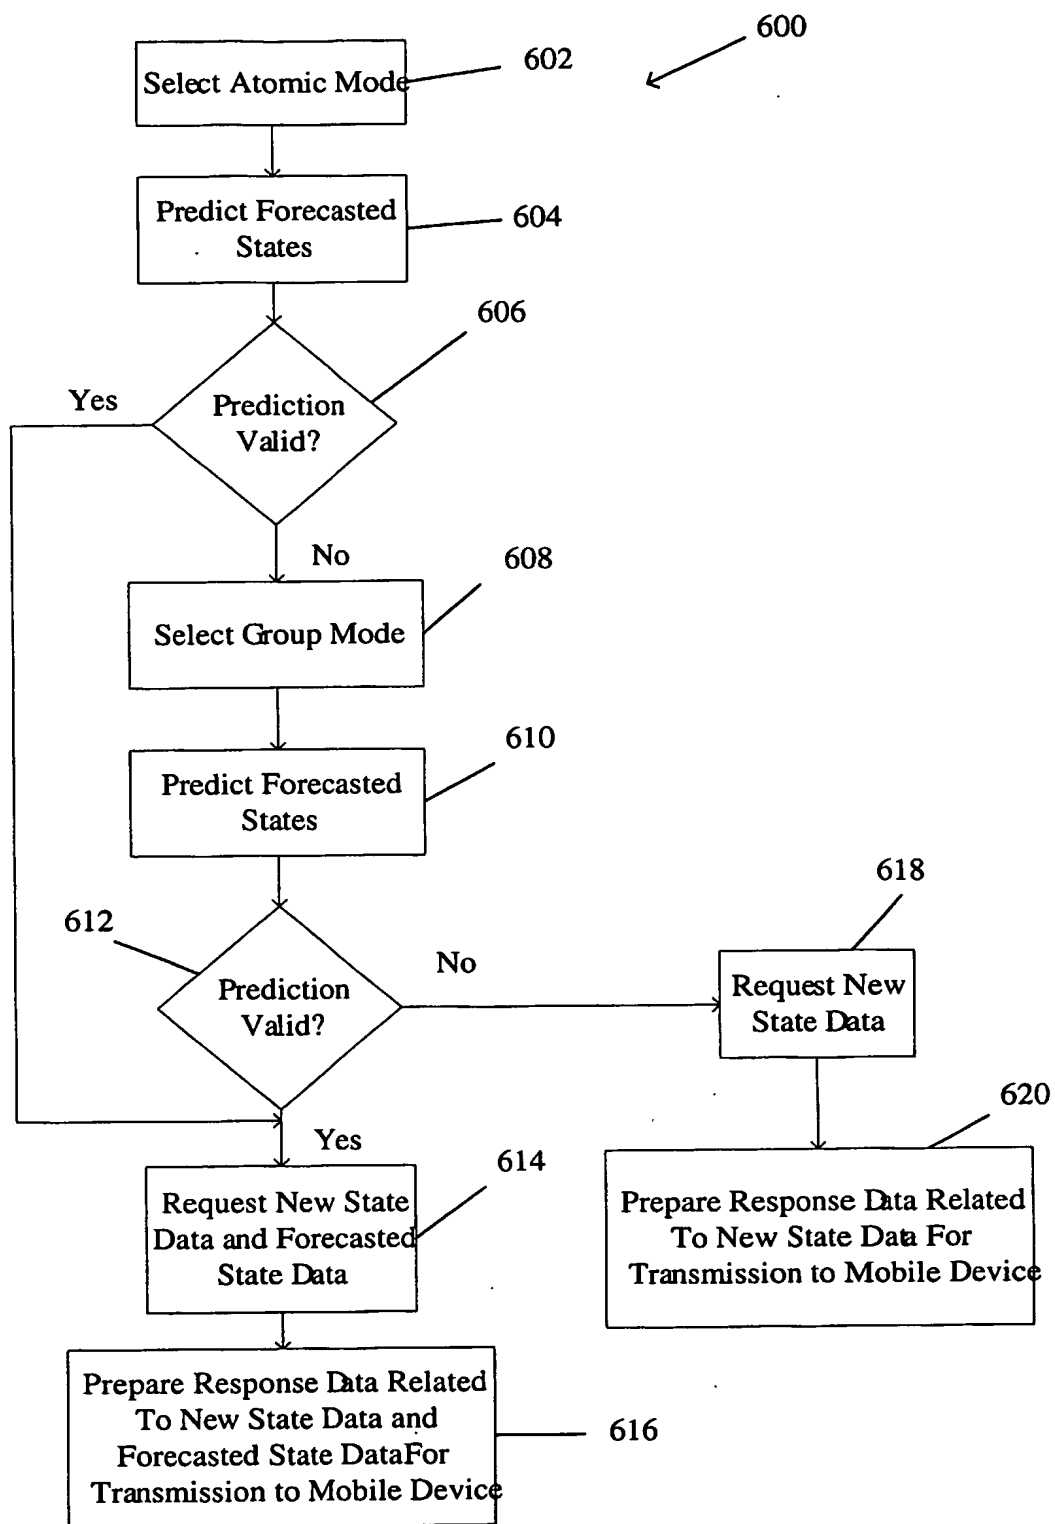 600
Select Atomic Mode
602
Predict Forecasted
States
604
606
Yes
Prediction
Valid?
No
608
Select Group Mode
610
Predict Forecasted
States
612
Prediction
Valid?
No
618
Request New
State Data
Yes
614
Request New State
Data and Forecasted
State Data
620
Prepare Response Data Related
To New State Data For
Transmission to Mobile Device
Prepare Response Data Related
To New State Data and
Forecasted State DataFor
Transmission to Mobile Device
616